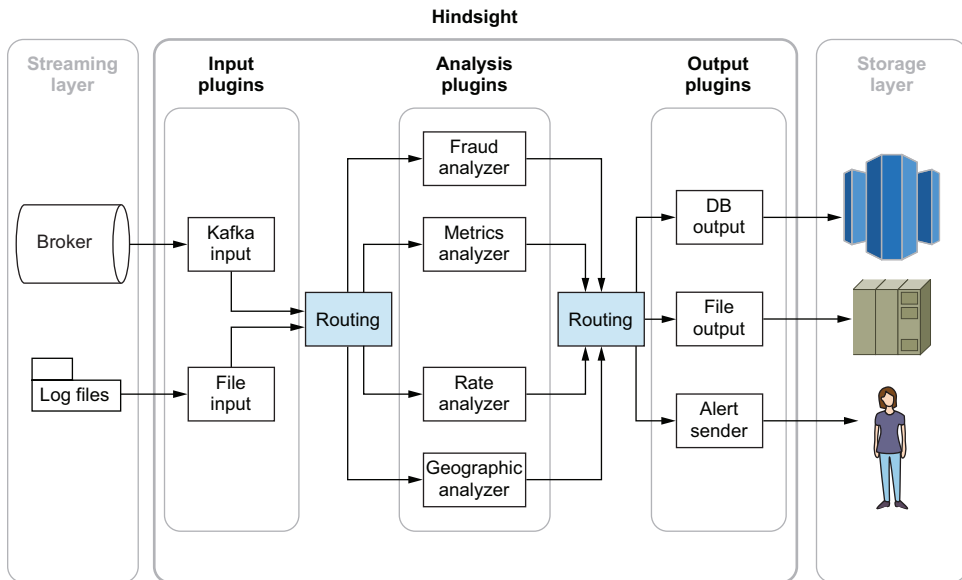 Hindsight
Streaming
layer
Input
plugins
Analysis
plugins
Output
plugins
Storage
layer
Broker
Log files
Kafka
input
File
input
Routing
Fraud
analyzer
Metrics
analyzer
Rate
analyzer
Geographic
analyzer
Routing
DB
output
File
output
Alert
sender